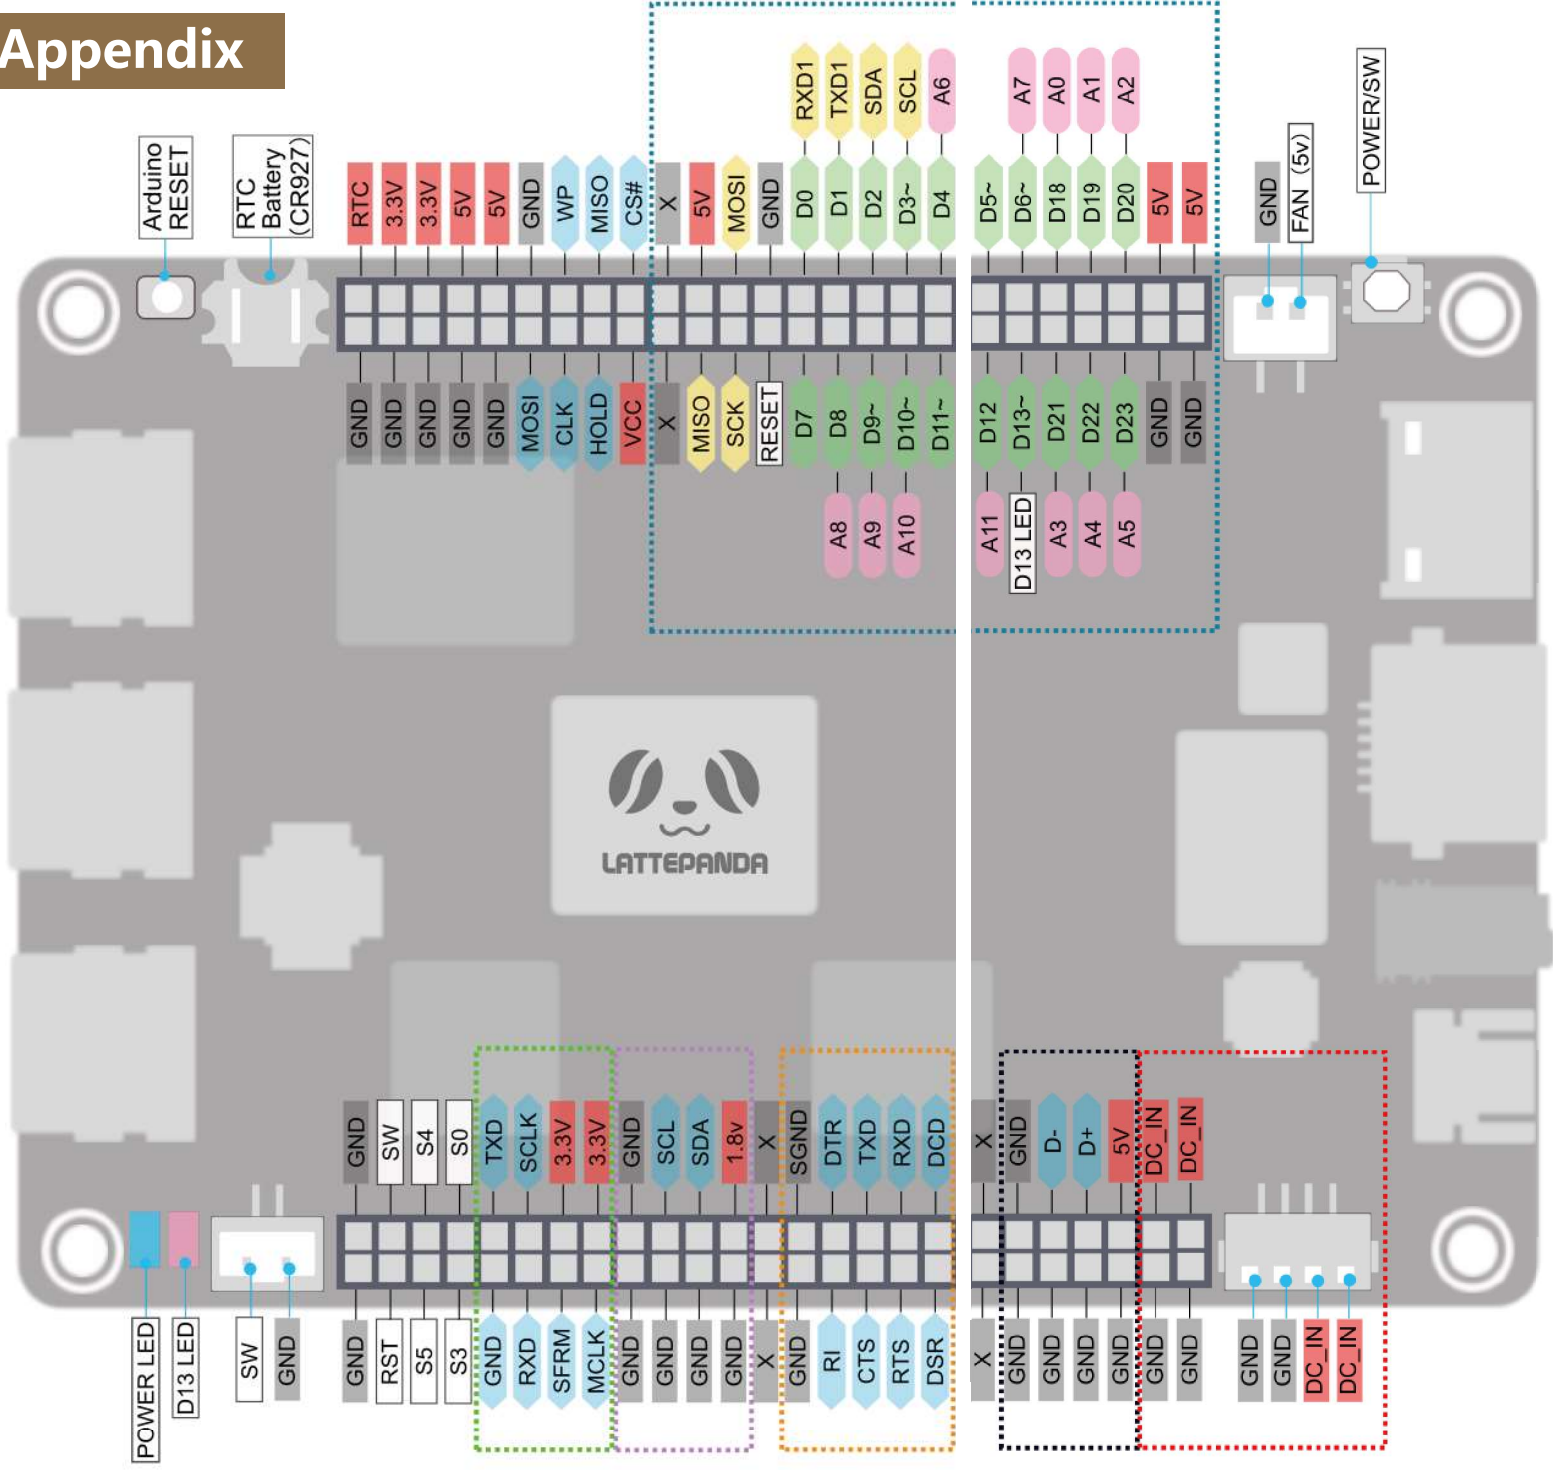 Appendix
RXD1
TXD1
SDA
SCL
A6
A7
A0
A1
A2
POWER/SW
Arduino
RESET
RTC
Battery
(CR927)
RTC
3.3V
3.3V
5V
5V
GND
WP
MISO
CS#
X
5V
MOSI
GND
D0
D1
D2
D3~
D4
D5~
D6~
D18
D19
D20
5V
5V
GND
FAN (5v)
GND
GND
GND
GND
GND
MOSI
CLK
HOLD
VCC
X
MISO
SCK
RESET
D7
D8
D9~
D10~
D11~
D12
D13~
D21
D22
D23
GND
GND
A8
A9
A10
A11
D13 LED
A3
A4
A5
LATTEPANDA
GND
SW
S4
S0
TXD
SCLK
3.3V
3.3V
GND
SCL
SDA
1.8v
X
SGND
DTR
TXD
RXD
DCD
X
GND
D-
D+
5V
DC_IN
DC_IN
POWER LED
D13 LED
SW
GND
GND
RST
S5
S3
GND
RXD
SFRM
MCLK
GND
GND
GND
GND
X
GND
RI
CTS
RTS
DSR
X
GND
GND
GND
GND
GND
GND
GND
GND
DC_IN
DC_IN